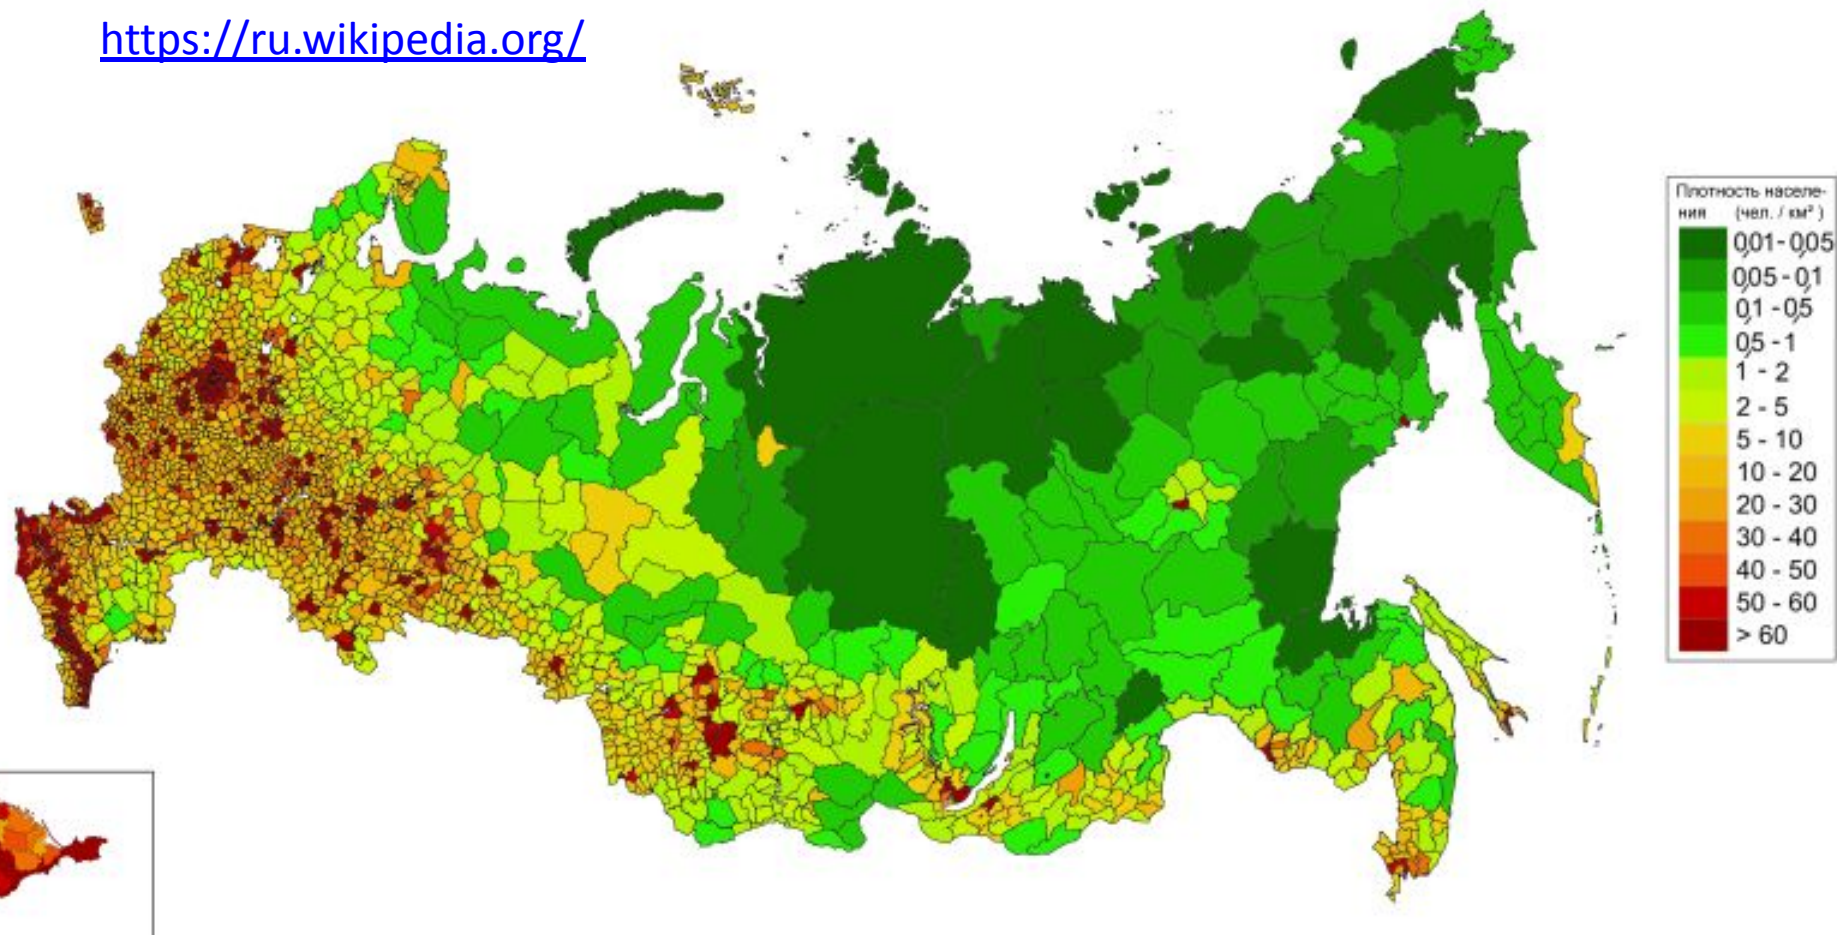 https://ru.wikipedia.org/
Плотность населе-
ния (чел. / км² )
0,01 - 0,05
0,05 - 0,1
0,1 - 0,5
0,5 - 1
1 - 2
2 - 5
5 - 10
10 - 20
20 - 30
30 - 40
40 - 50
50 - 60
> 60